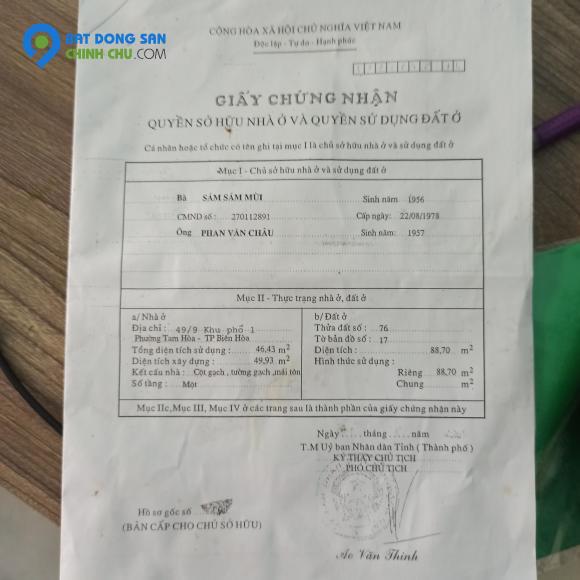 BAT DONG SAN
CHINH CHU.COM
CỘNG HÒA XÃ HỘI CHỦ NGHĨA VIỆT NAM
Độc lập - Tự do - Hạnh phúc
GIẤY CHỨNG NHẬN
QUYỀN SỞ HỮU NHÀ Ở VÀ QUYỀN SỬ DỤNG ĐẤT Ở
Cá nhân hoặc tổ chức có tên ghi tại mục I là chủ sở hữu nhà ở và sử dụng đất ở
Mục I - Chủ sở hữu nhà ở và sử dụng đất ở
Bà SÁM SÁM MÙI Sinh năm 1956
CMND số : 270112891 Cấp ngày: 22/08/1978
Ông PHAN VĂN CHÂU Sinh năm: 1957
Mục II - Thực trạng nhà ở, đất ở
a/ Nhà ở
Địa chỉ : 49/9 Khu phố 1
Phường Tam Hòa - TP Biên Hòa
Tổng diện tích sử dụng : 46,43 m²
Diện tích xây dựng : 49,93 m²
Kết cấu nhà : Cột gạch , tường gạch ,mái tôn
Số tầng : Một
b/ Đất ở
Thửa đất số : 76
Tờ bản đồ số : 17
Diện tích : 88,70 m²
Hình thức sử dụng :
Riêng 88,70 m²
Chung m²
Mục IIc,Mục III, Mục IV ở các trang sau là thành phần của giấy chứng nhận này
Ngày tháng năm
T.M Uỷ ban Nhân dân Tỉnh ( Thành phố )
KÝ THAY CHỦ TỊCH
PHÓ CHỦ TỊCH
Hồ sơ gốc số
(BẢN CẤP CHO CHỦ SỞ HỮU)
Ao Văn Thinh